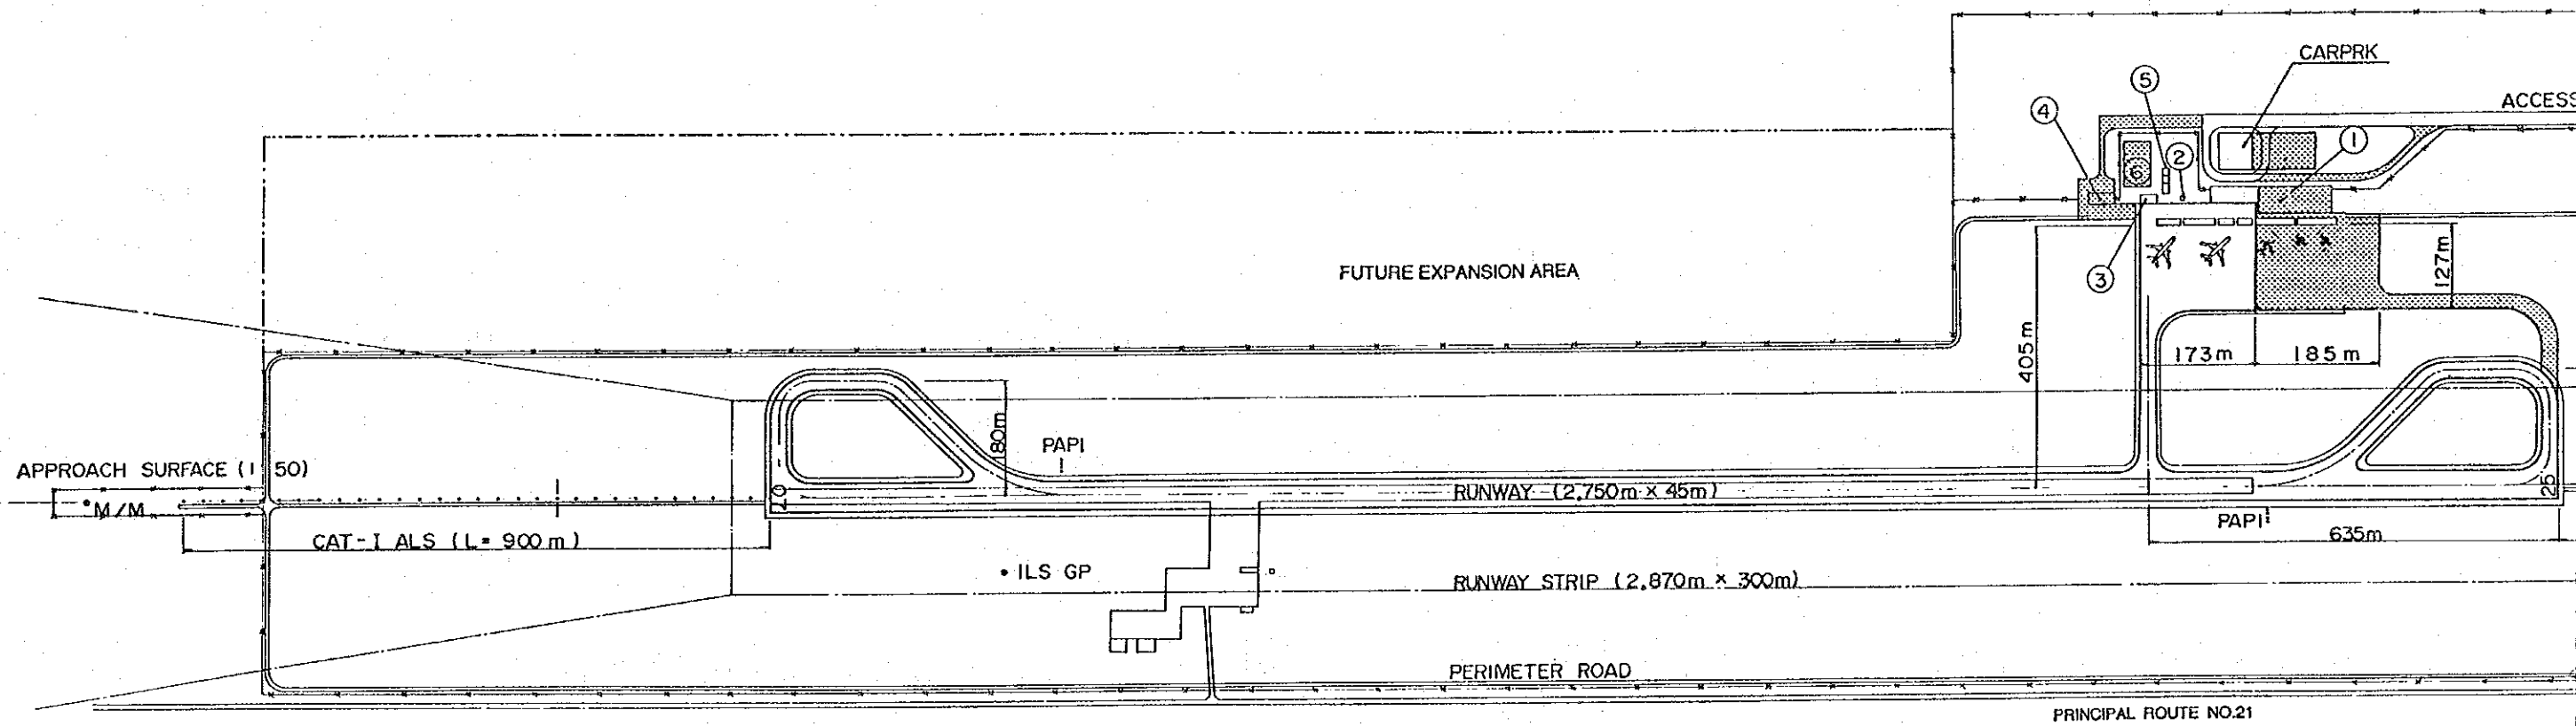 CARPRK
5
ACCESS
4
1
2
6
3
FUTURE EXPANSION AREA
127m
405m
173m
185m
180m
PAPI
APPROACH SURFACE (1 50)
M/M
RUNWAY (2,750m × 45m)
25
CAT-I ALS (L= 900m)
PAPI
635m
ILS GP
RUNWAY STRIP (2,870m × 300m)
PERIMETER ROAD
PRINCIPAL ROUTE NO.21